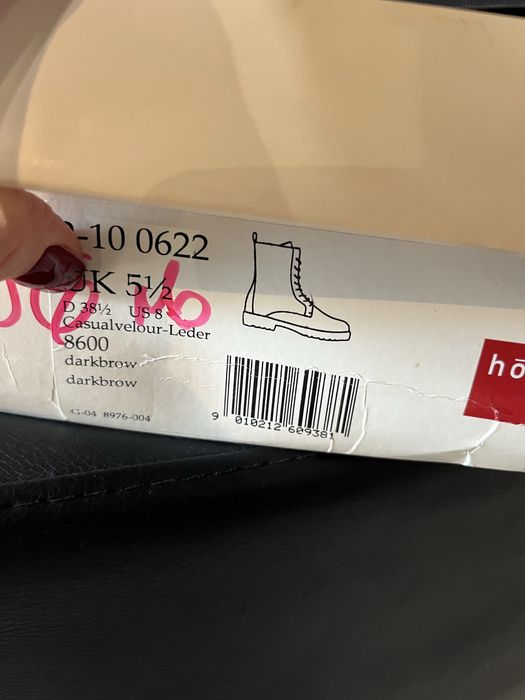 -10 0622
UK 5½
D 38½ US 8
Casualvelour-Leder
8600
darkbrow
darkbrow
G-04 8976-004
9 010212 609381
hō